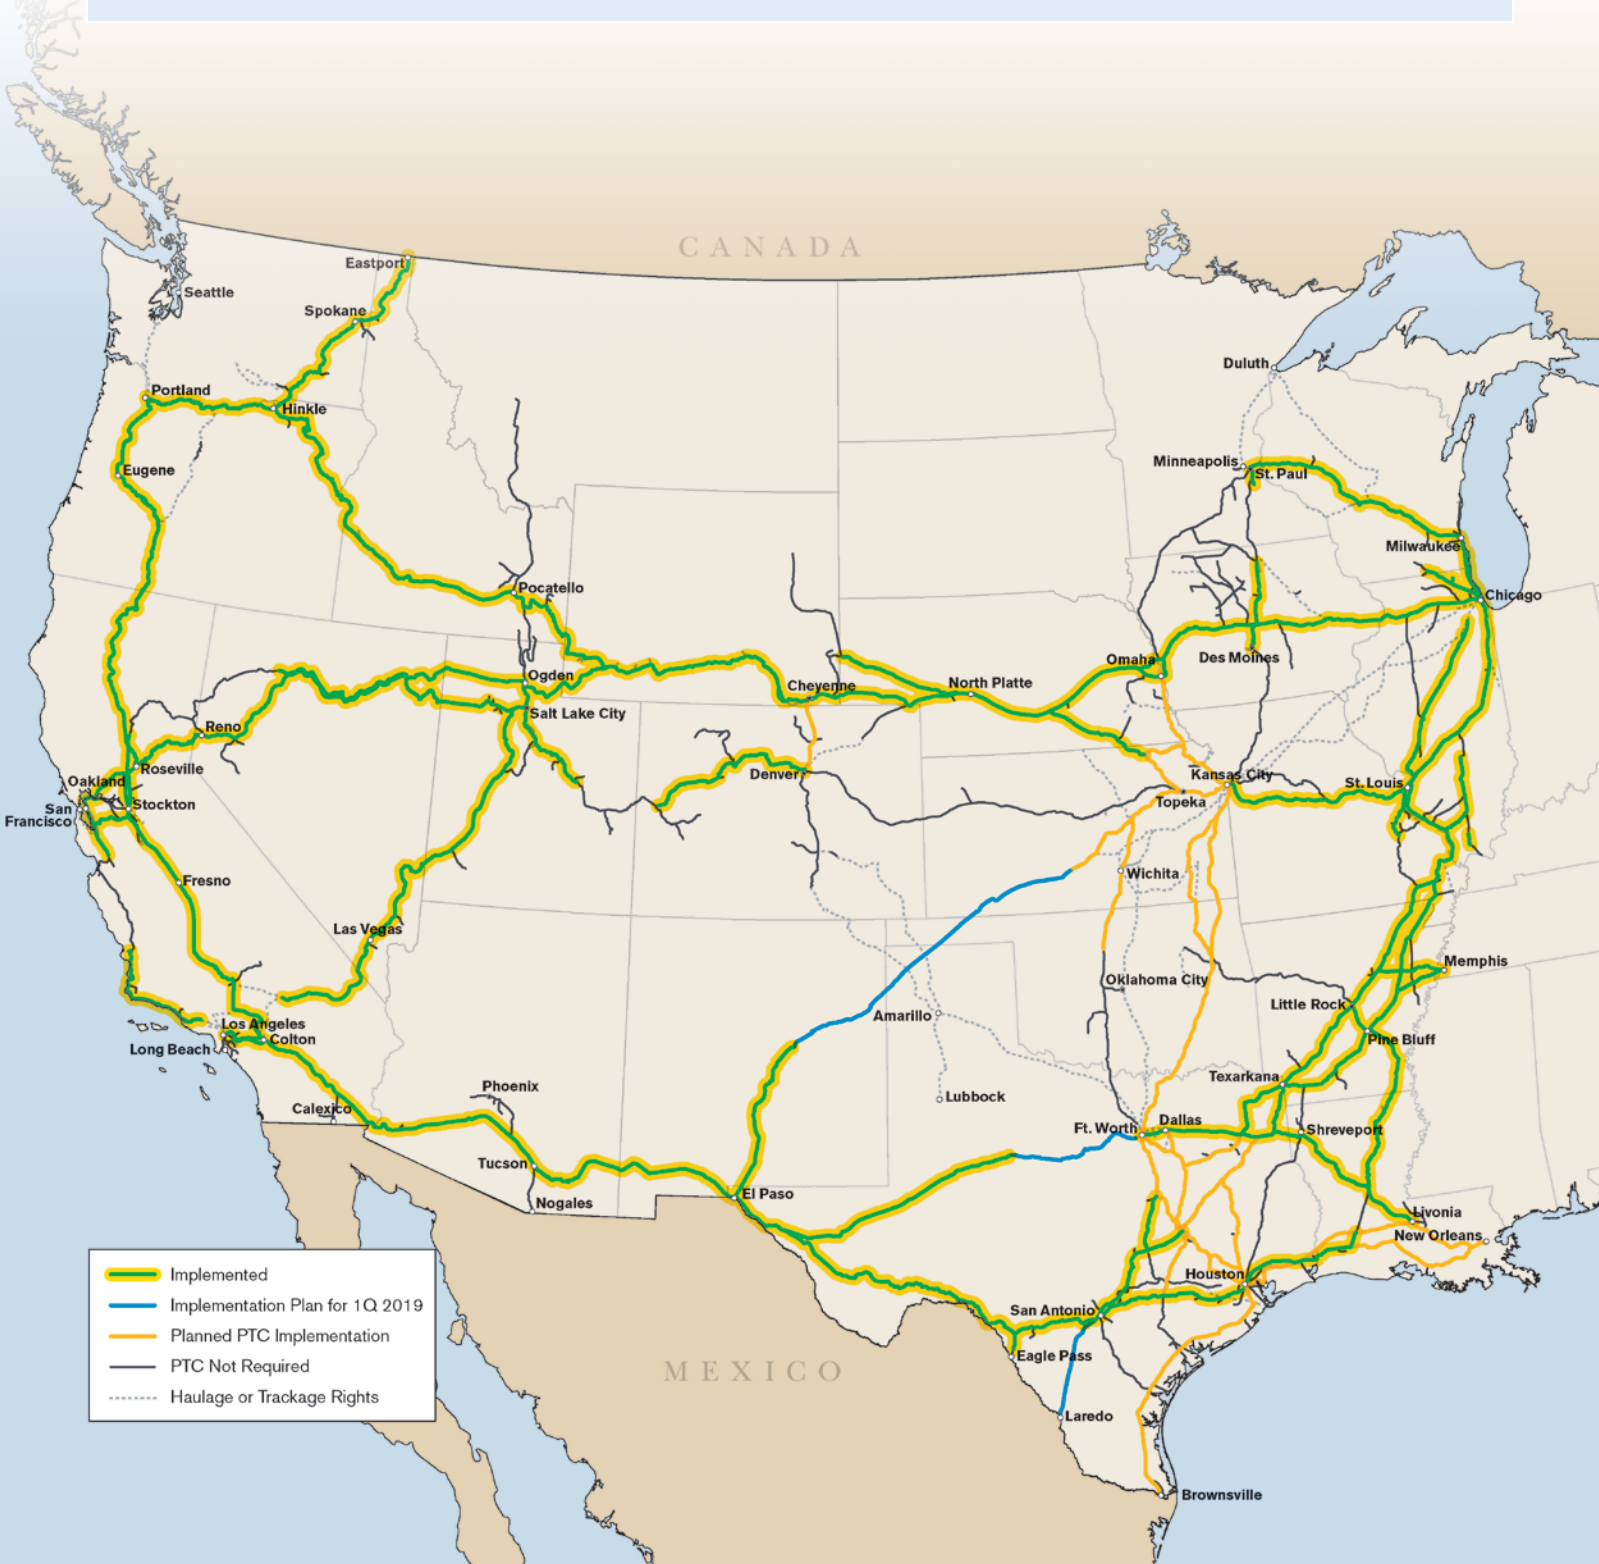 CANADA
Eastport
Seattle
Spokane
Duluth
Portland
Hinkle
Minneapolis
St. Paul
Eugene
Milwaukee
Pocatello
Chicago
Omaha
Des Moines
Ogden
Cheyenne
North Platte
Salt Lake City
Reno
Roseville
Denver
Kansas City
Oakland
St. Louis
San
Francisco
Stockton
Topeka
Wichita
Fresno
Las Vegas
Memphis
Oklahoma City
Little Rock
Amarillo
Los Angeles
Colton
Long Beach
Pine Bluff
Texarkana
Phoenix
Lubbock
Calexico
Ft. Worth
Dallas
Shreveport
Tucson
El Paso
Nogales
Livonia
New Orleans
Houston
San Antonio
Eagle Pass
MEXICO
Laredo
Brownsville
Implemented
Implementation Plan for 1Q 2019
Planned PTC Implementation
PTC Not Required
Haulage or Trackage Rights